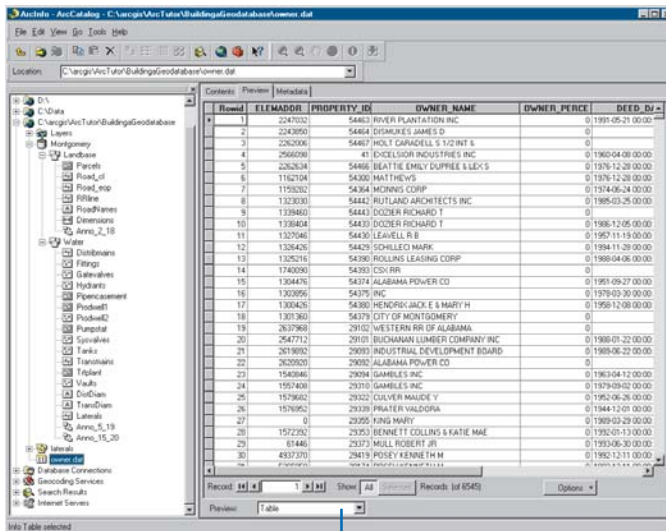 ArcInfo - ArcCatalog - C:\arcgis\ArcTutor\BuildingaGeodatabase\owner.dat
File Edit View Go Tools Help
Location: C:\arcgis\ArcTutor\BuildingaGeodatabase\owner.dat
D:\
C:\Data
C:\arcgis\ArcTutor\BuildingaGeodatabase
Layers
Montgomery
Landbase
Parcels
Road_cl
Road_eop
RRline
RoadNames
Dimensions
Anno_2_18
Water
Distribmains
Fittings
Gatevalves
Hydrants
Pipencasement
Prodwell1
Prodwell2
Pumpstat
Sysvalves
Tanks
Transmains
Trtplant
Vaults
DistDiam
TransDiam
Laterals
Anno_5_19
Anno_15_20
laterals
owner.dat
Database Connections
Geocoding Services
Search Results
Internet Servers
Contents Preview Metadata
Rowid ELEMADDR PROPERTY_ID OWNER_NAME OWNER_PERCE DEED_DA
1 2247032 54463 RIVER PLANTATION INC 0 1991-05-21 00:00
2 2243850 54464 DISMUKES JAMES D 0
3 2262006 54467 HOLT CARADELL S 1/2 INT & 0
4 2566098 41 EXCELSIOR INDUSTRIES INC 0 1960-04-08 00:00
5 2262634 54466 BEATTIE EMILY DUPREE & LEX S 0 1976-12-28 00:00
6 1162104 54300 MATTHEWS 0 1976-12-28 00:00
7 1159282 54364 MCINNIS CORP 0 1974-06-24 00:00
8 1323030 54442 RUTLAND ARCHITECTS INC 0 1985-03-25 00:00
9 1339460 54443 DOZIER RICHARD T 0
10 1338404 54433 DOZIER RICHARD T 0 1986-12-05 00:00
11 1327046 54430 LEAVELL R B 0 1957-11-19 00:00
12 1326426 54429 SCHILLECI MARK 0 1994-11-28 00:00
13 1325216 54390 ROLLINS LEASING CORP 0 1988-04-06 00:00
14 1740090 54393 CSX RR 0
15 1304476 54374 ALABAMA POWER CO 0 1951-09-27 00:00
16 1303856 54375 INC 0 1978-03-30 00:00
17 1300426 54380 HENDRIX JACK E & MARY H 0 1958-12-08 00:00
18 1301360 54379 CITY OF MONTGOMERY 0
19 2637968 29102 WESTERN RR OF ALABAMA 0
20 2547712 29101 BUCHANAN LUMBER COMPANY INC 0 1988-01-22 00:00
21 2619892 29093 INDUSTRIAL DEVELOPMENT BOARD 0 1989-06-22 00:00
22 2620920 29092 ALABAMA POWER CO 0
23 1540846 29094 GAMBLES INC 0 1963-04-12 00:00
24 1557408 29310 GAMBLES INC 0 1979-09-02 00:00
25 1579682 29322 CULVER MAUDE Y 0 1952-06-26 00:00
26 1576952 29339 PRATER VALDORA 0 1944-12-01 00:00
27 0 29355 KING MARY 0 1989-03-29 00:00
28 1572392 29353 BENNETT COLLINS & KATIE MAE 0 1992-01-13 00:00
29 61446 29373 MULL ROBERT JR 0 1993-06-30 00:00
30 4937370 29419 POSEY KENNETH M 0 1992-12-11 00:00
Record: 1 Show: All Selected Records (of 6545) Options
Preview: Table
Info Table selected